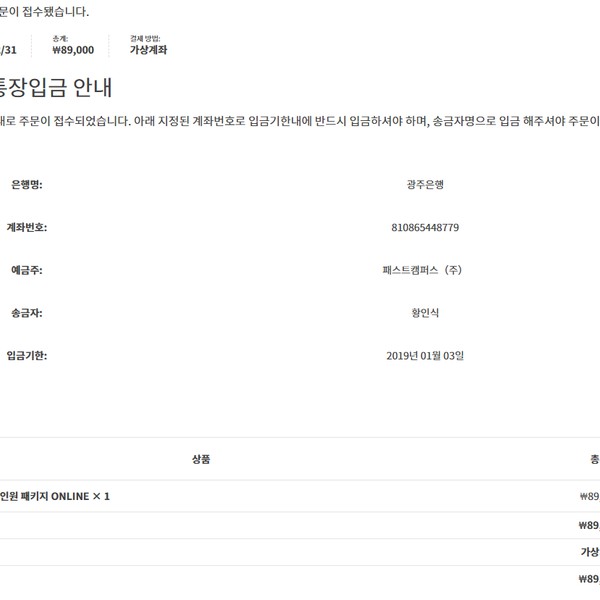 문이 접수됐습니다.
/31
총계:
₩89,000
결제 방법:
가상계좌
통장입금 안내
대로 주문이 접수되었습니다. 아래 지정된 계좌번호로 입금기한내에 반드시 입금하셔야 하며, 송금자명으로 입금 해주셔야 주문이
은행명: 광주은행
계좌번호: 810865448779
예금주: 패스트캠퍼스（주）
송금자: 황인식
입금기한: 2019년 01월 03일
상품 총
인원 패키지 ONLINE × 1 ₩89,
₩89,
가상
₩89,